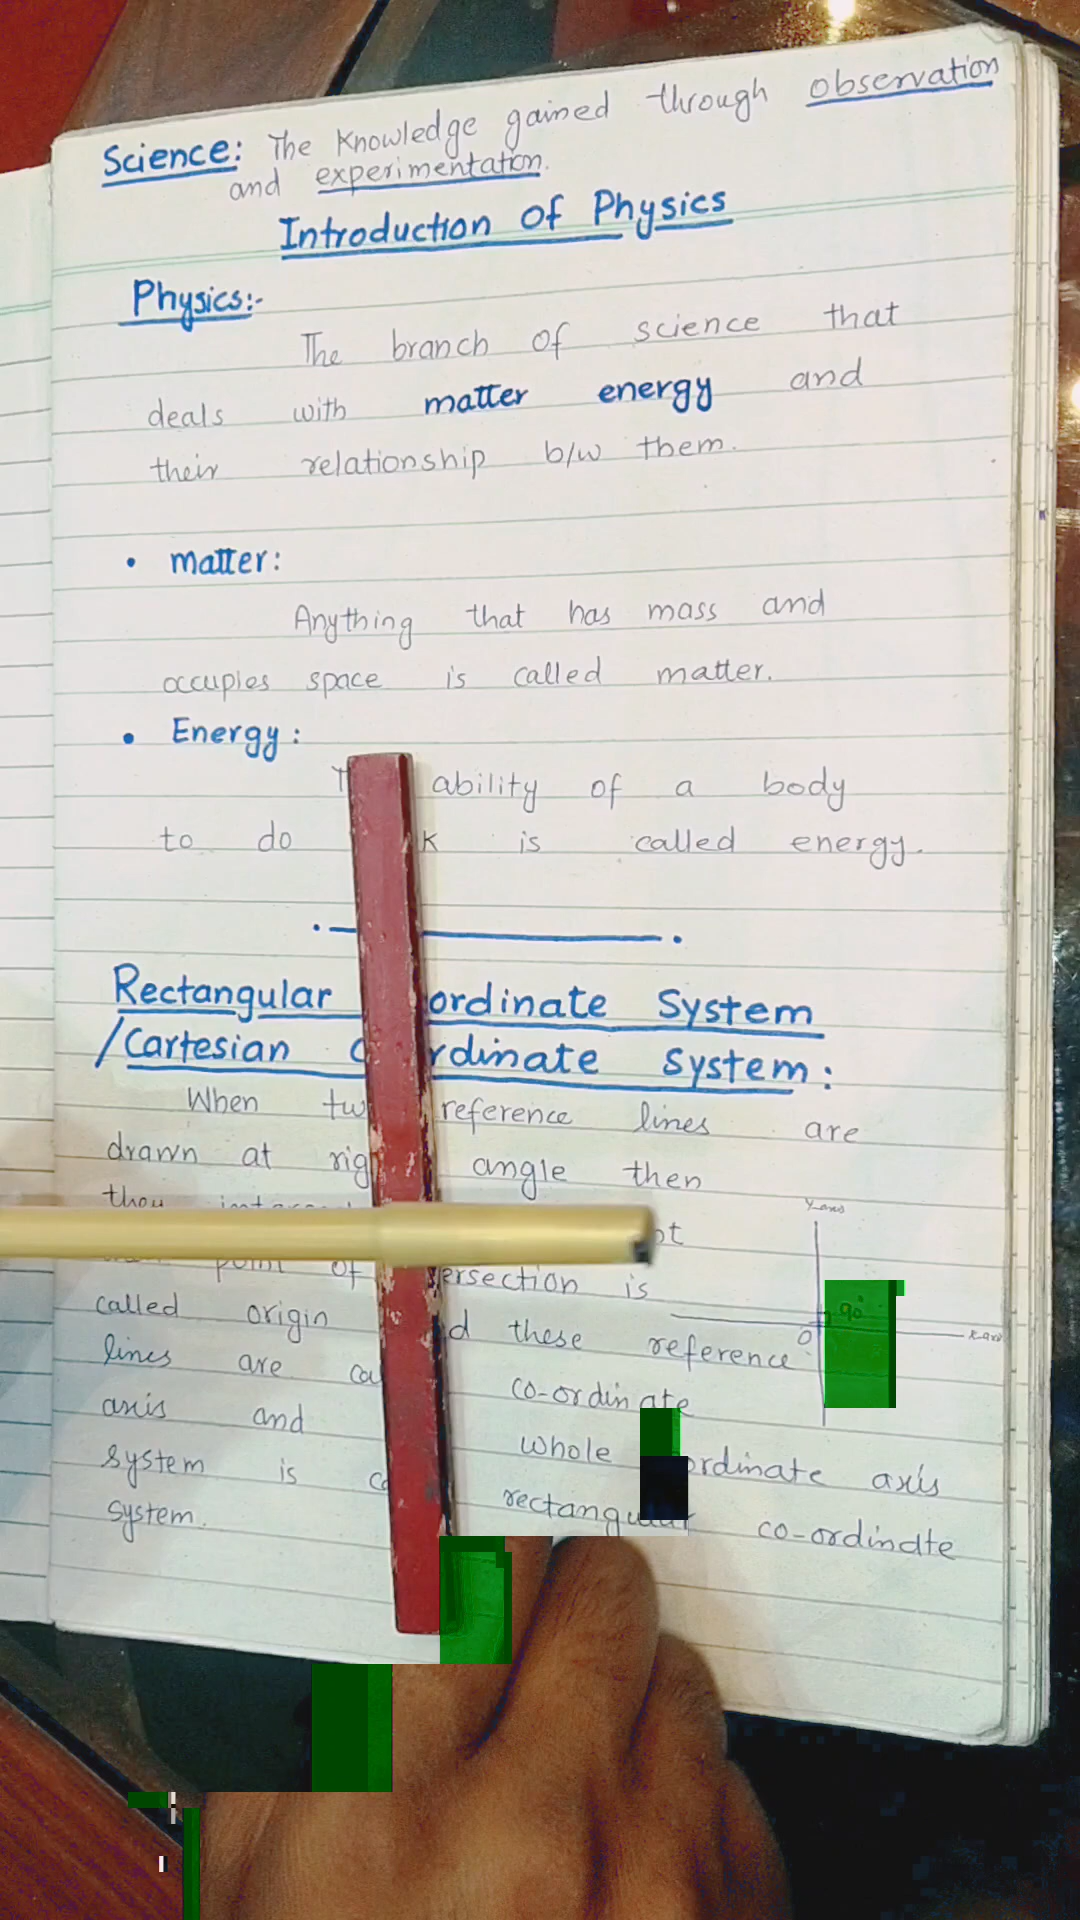 Science: The Knowledge gained through observation
and experimentation.
Introduction Of Physics
Physics:-
The branch of science that
deals with matter energy and
their relationship b/w them.
• matter:
Anything that has mass and
occupies space is called matter.
• Energy:
ability of a body
to do is called energy.
Rectangular ordinate System
/Cartesian rdinate System:
When reference lines are
drawn at angle then
they
point of ersection is
called origin these reference
lines are co-ordinate
axis and whole ordinate axis
system is rectangular co-ordinate
system.
Y-axis
90°
O
x-axis